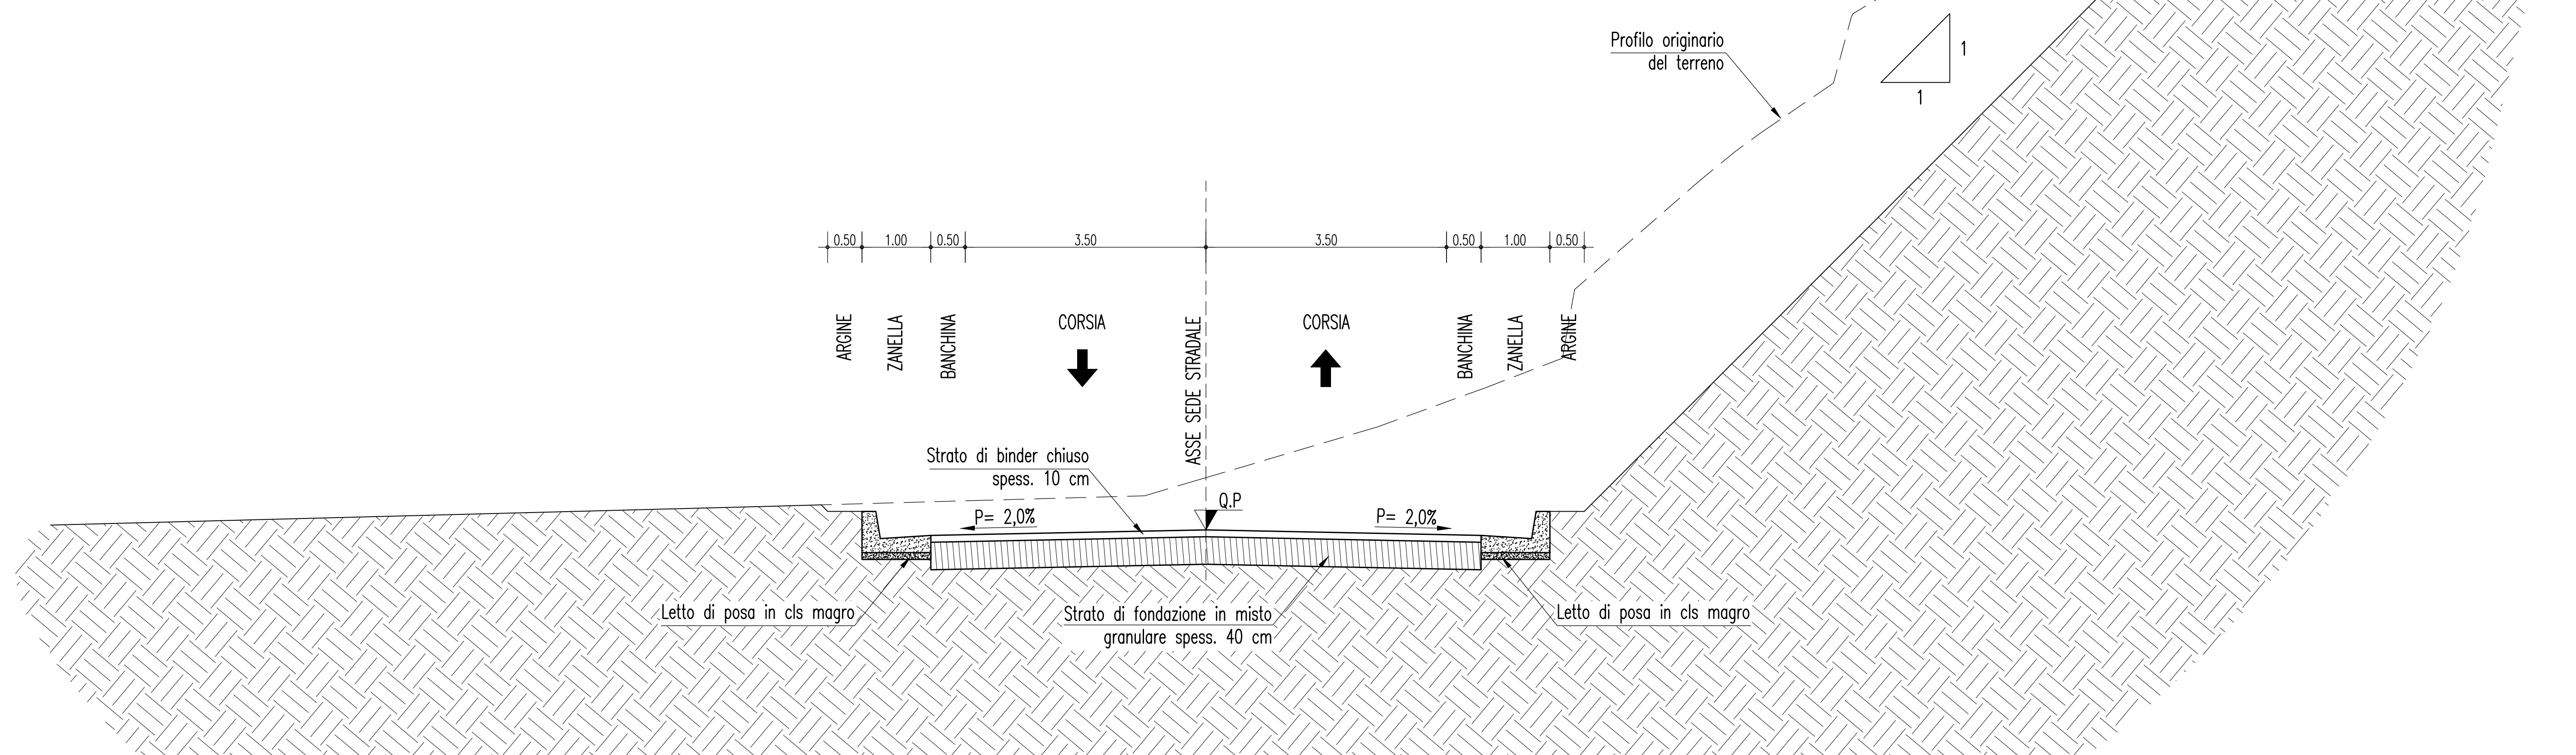 Profilo originario
del terreno
1
1
0.50 1.00 0.50 3.50 3.50 0.50 1.00 0.50
ARGINE
ZANELLA
BANCHINA
CORSIA
ASSE SEDE STRADALE
CORSIA
BANCHINA
ZANELLA
ARGINE
Strato di binder chiuso
spess. 10 cm
Q.P
P= 2,0%
P= 2,0%
Letto di posa in cls magro
Strato di fondazione in misto
granulare spess. 40 cm
Letto di posa in cls magro